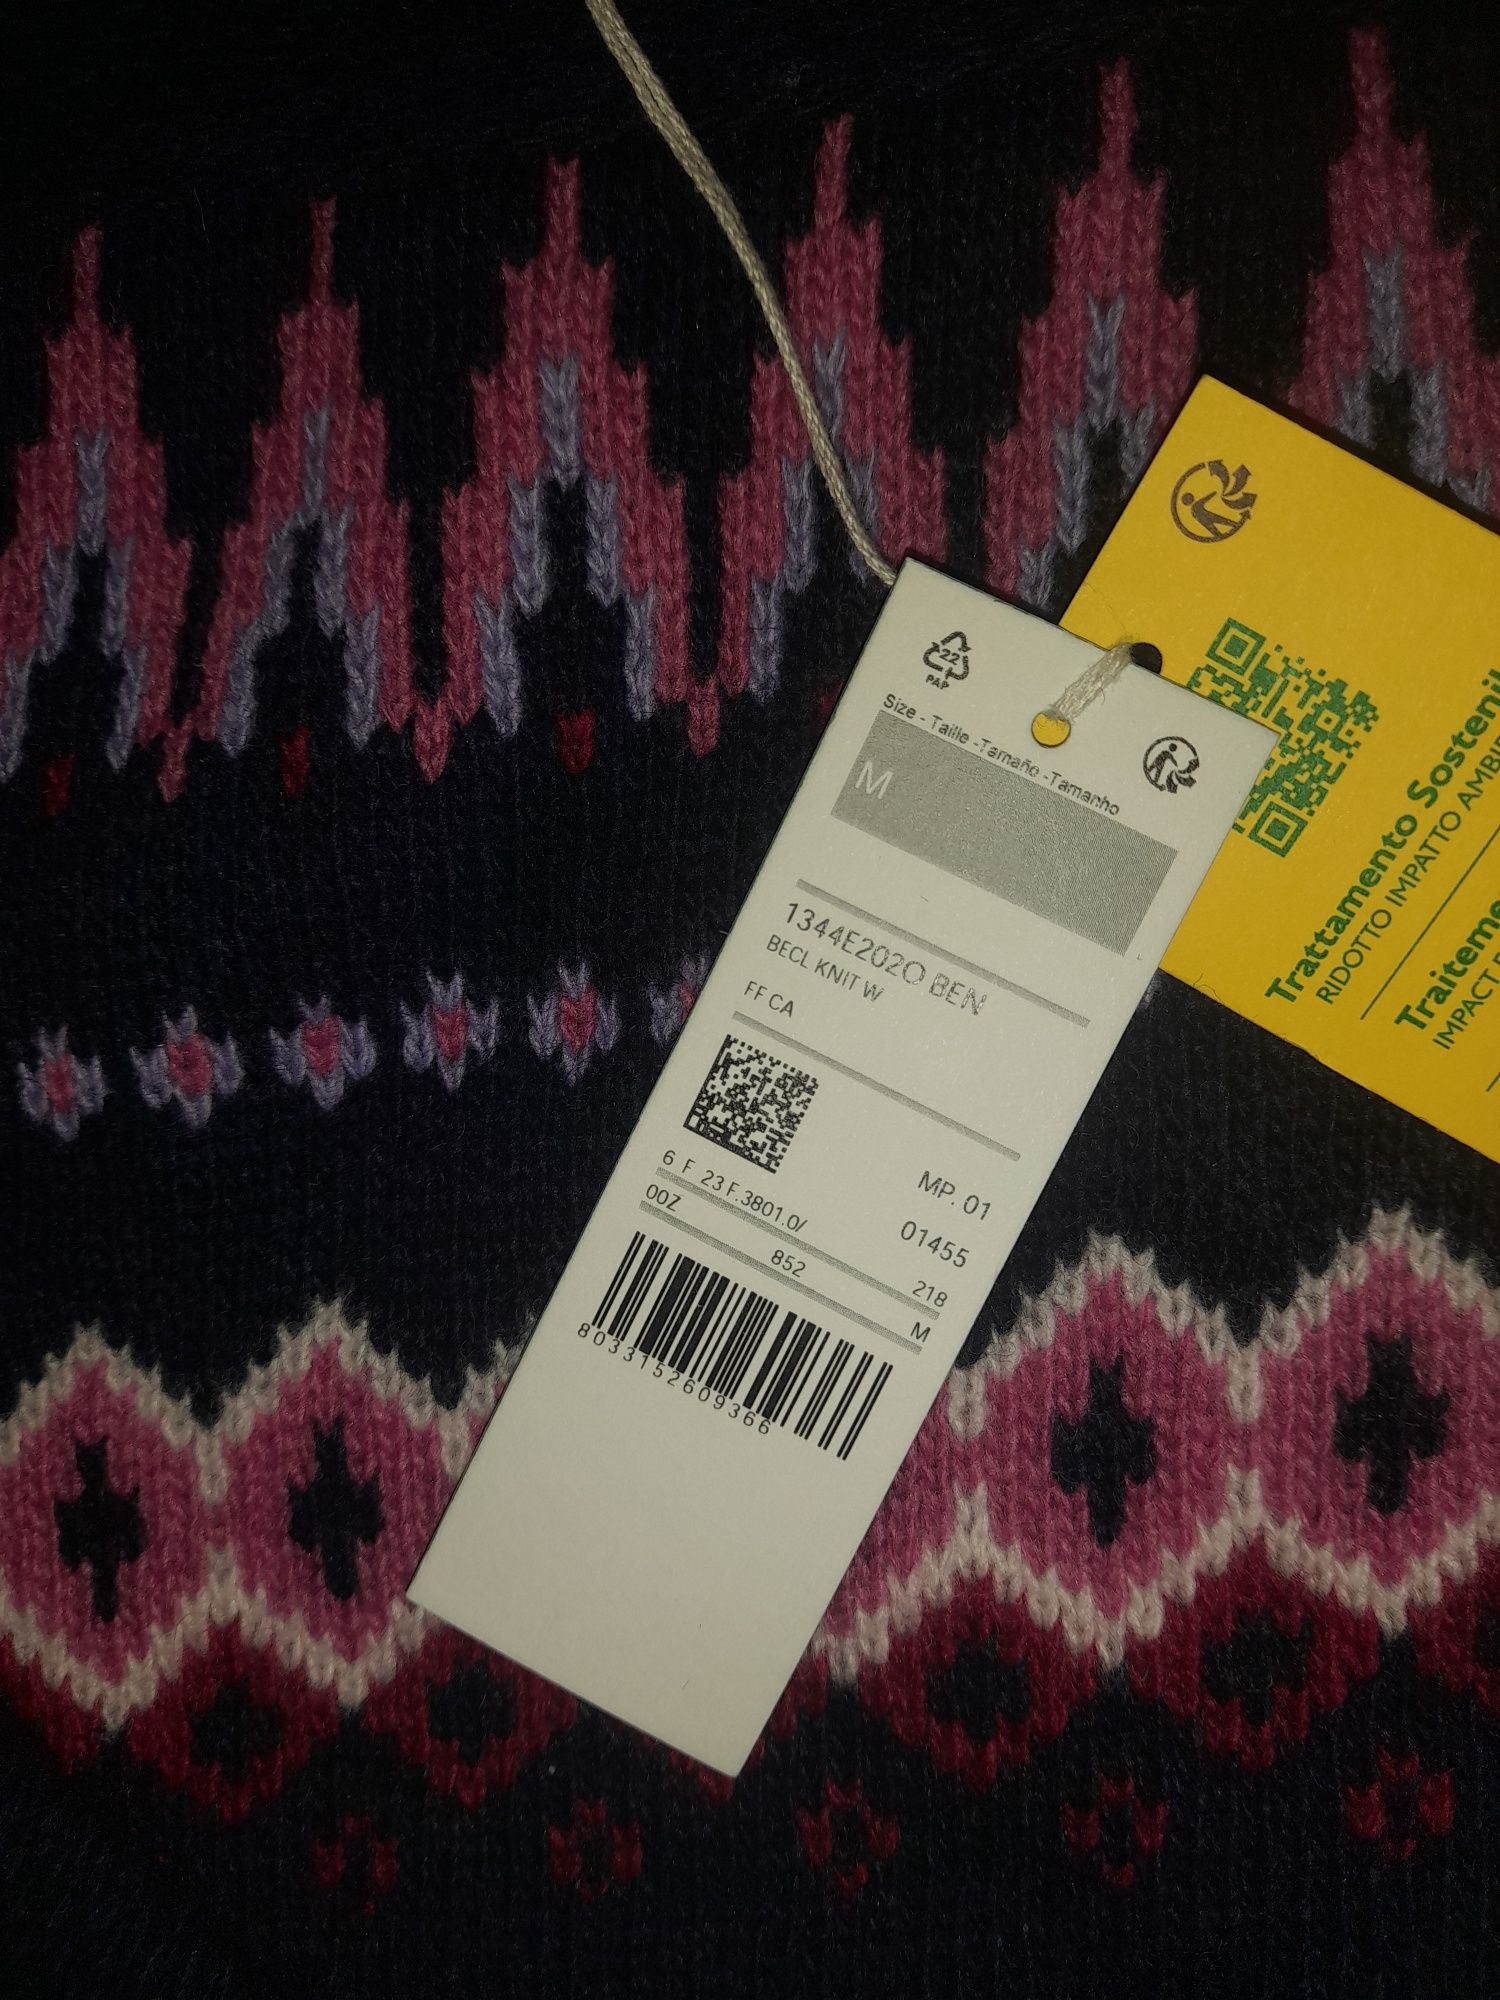 22
PAP
Size - Taille -Tamaño -Tamanho
M
1344E202O BEN
BECL KNIT W
FF CA
MP. 01
01455
6 F 23 F.3801.0/ 218
00Z 852 M
8033152609366
Trattamento Sostenil
RIDOTTO IMPATTO AMBI
Traiteme
IMPACT